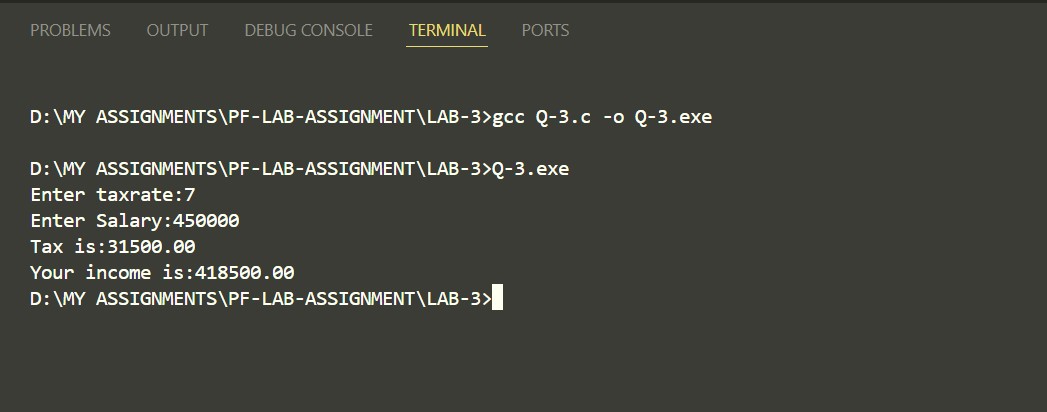 PROBLEMS OUTPUT DEBUG CONSOLE TERMINAL PORTS
D:\MY ASSIGNMENTS\PF-LAB-ASSIGNMENT\LAB-3>gcc Q-3.c -o Q-3.exe
D:\MY ASSIGNMENTS\PF-LAB-ASSIGNMENT\LAB-3>Q-3.exe
Enter taxrate:7
Enter Salary:450000
Tax is:31500.00
Your income is:418500.00
D:\MY ASSIGNMENTS\PF-LAB-ASSIGNMENT\LAB-3>